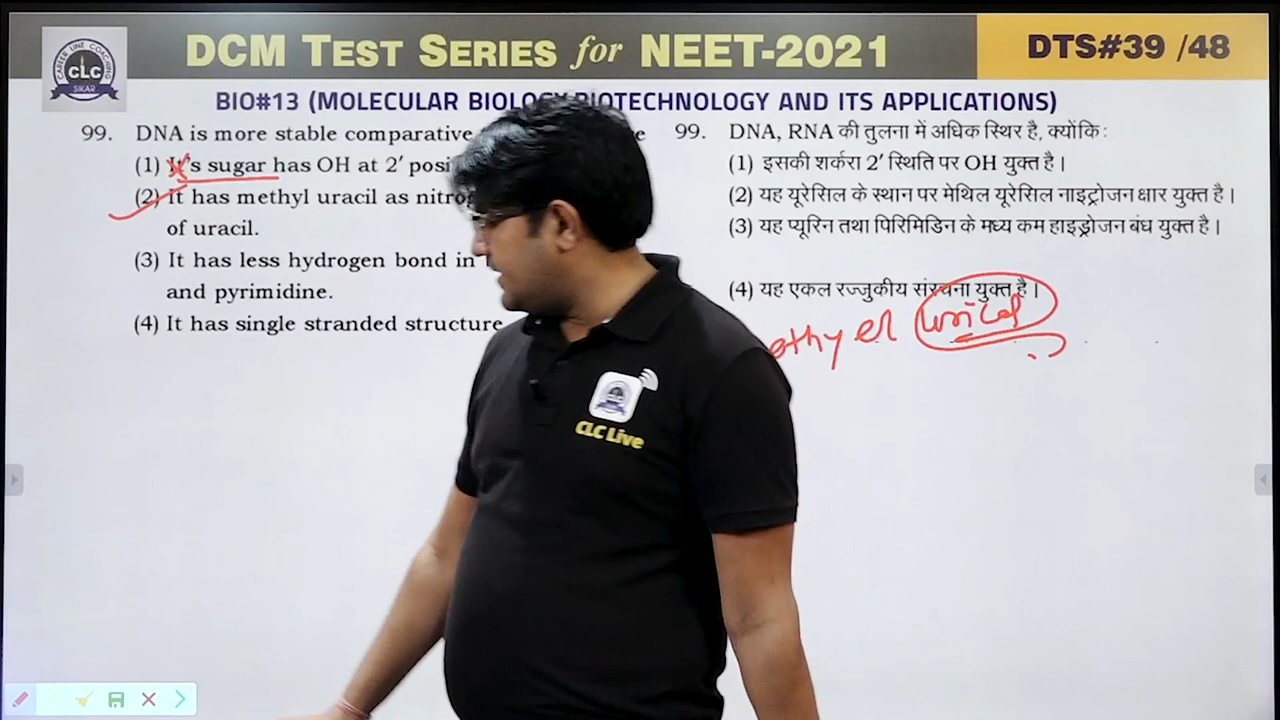 DCM TEST SERIES for NEET-2021
DTS#39 /48
CAREER LINE COACHING
CLC
SIKAR
BIO#13 (MOLECULAR BIOLOGY BIOTECHNOLOGY AND ITS APPLICATIONS)
99. DNA is more stable comparative
(1) It's sugar has OH at 2′
(2) It has methyl uracil as
of uracil.
(3) It has less hydrogen bond in
and pyrimidine.
(4) It has single stranded structure
99. DNA, RNA की तुलना में अधिक स्थिर है, क्योंकि :
(1) इसकी शर्करा 2′ स्थिति पर OH युक्त है।
(2) यह यूरेसिल के स्थान पर मेथिल यूरेसिल नाइट्रोजन क्षार युक्त है।
(3) यह प्यूरिन तथा पिरिमिडिन के मध्य कम हाइड्रोजन बंध युक्त है।
(4) यह एकल रज्जुकीय संरचना युक्त है।
CLC
CLC Live